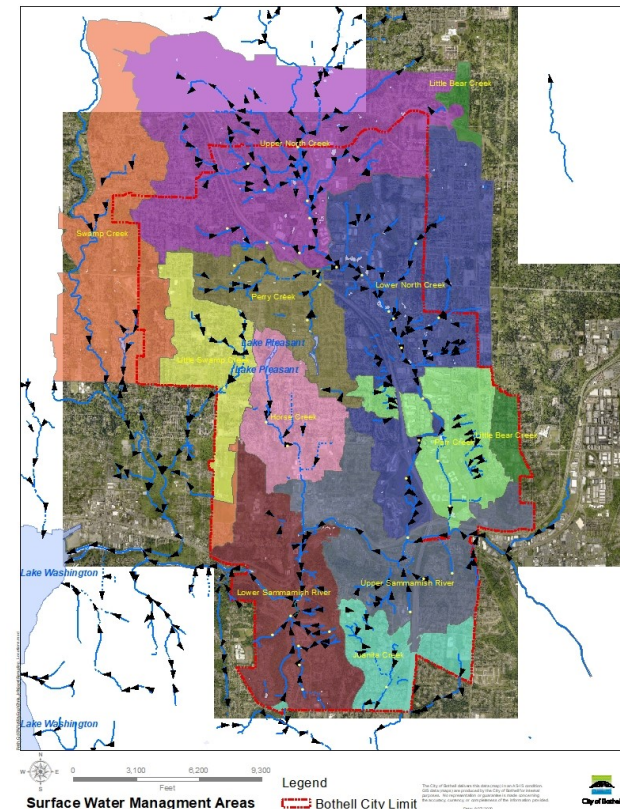 Little Bear Creek
Upper North Creek
Swamp Creek
Lower North Creek
Perry Creek
Lake Pleasant
Lake Pleasant
Horse Creek
Little Bear Creek
Lake Washington
Upper Sammamish River
Lower Sammamish River
Juanita Creek
Lake Washington
W
E
S
0 3,100 6,200 9,300
Feet
Legend
Bothell City Limit
Surface Water Managment Areas
City of Bothell